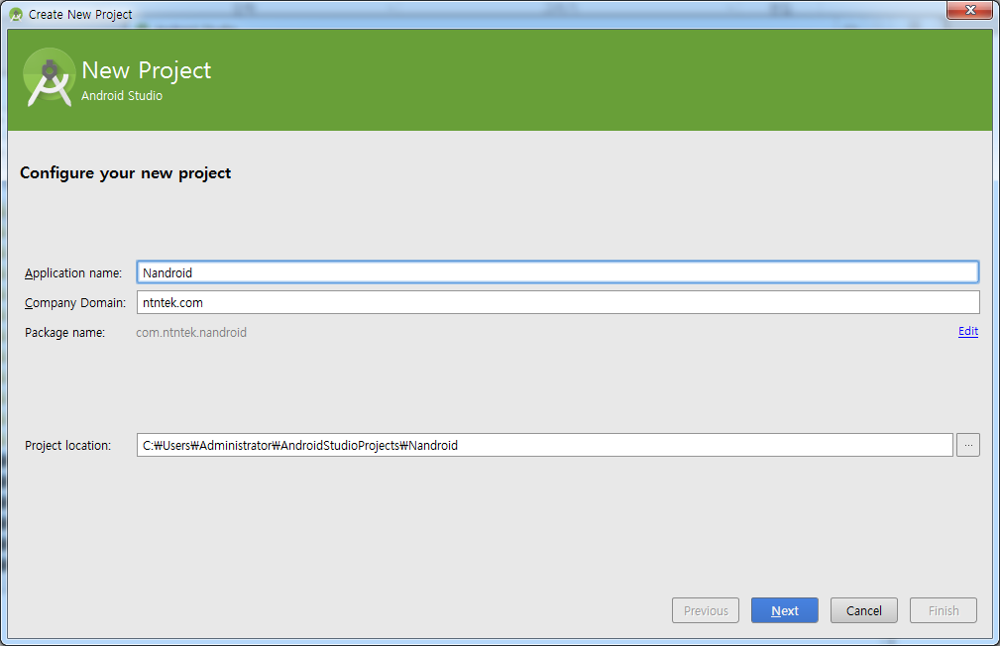 Create New Project
New Project
Android Studio
Configure your new project
Application name: Nandroid
Company Domain: ntntek.com
Package name: com.ntntek.nandroid Edit
Project location: C:₩Users₩Administrator₩AndroidStudioProjects₩Nandroid ...
Previous Next Cancel Finish